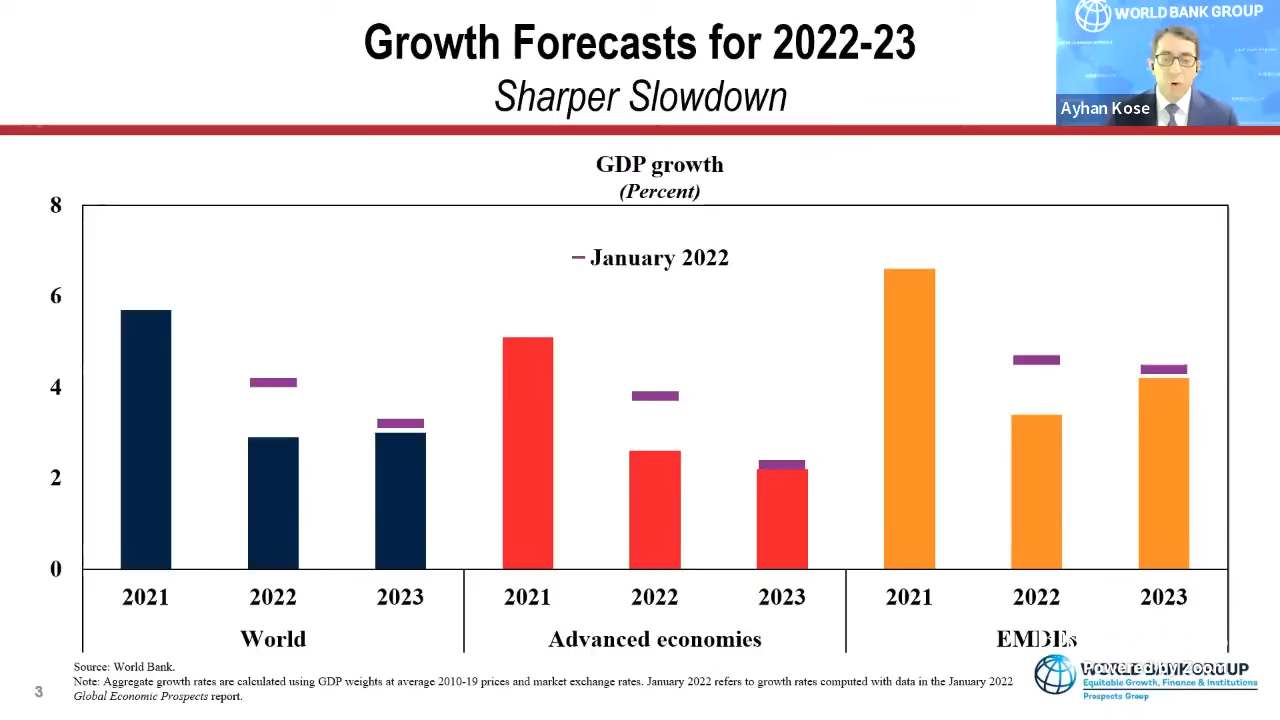 Growth Forecasts for 2022-23
Sharper Slowdown
WORLD BANK GROUP
Ayhan Kose
GDP growth
(Percent)
8
6
4
2
0
January 2022
2021 2022 2023 2021 2022 2023 2021 2022 2023
World Advanced economies EMDEs
Source: World Bank.
Note: Aggregate growth rates are calculated using GDP weights at average 2010-19 prices and market exchange rates. January 2022 refers to growth rates computed with data in the January 2022
Global Economic Prospects report.
3
WORLD BANK GROUP
Powered by Zoom
Equitable Growth, Finance & Institutions
Prospects Group